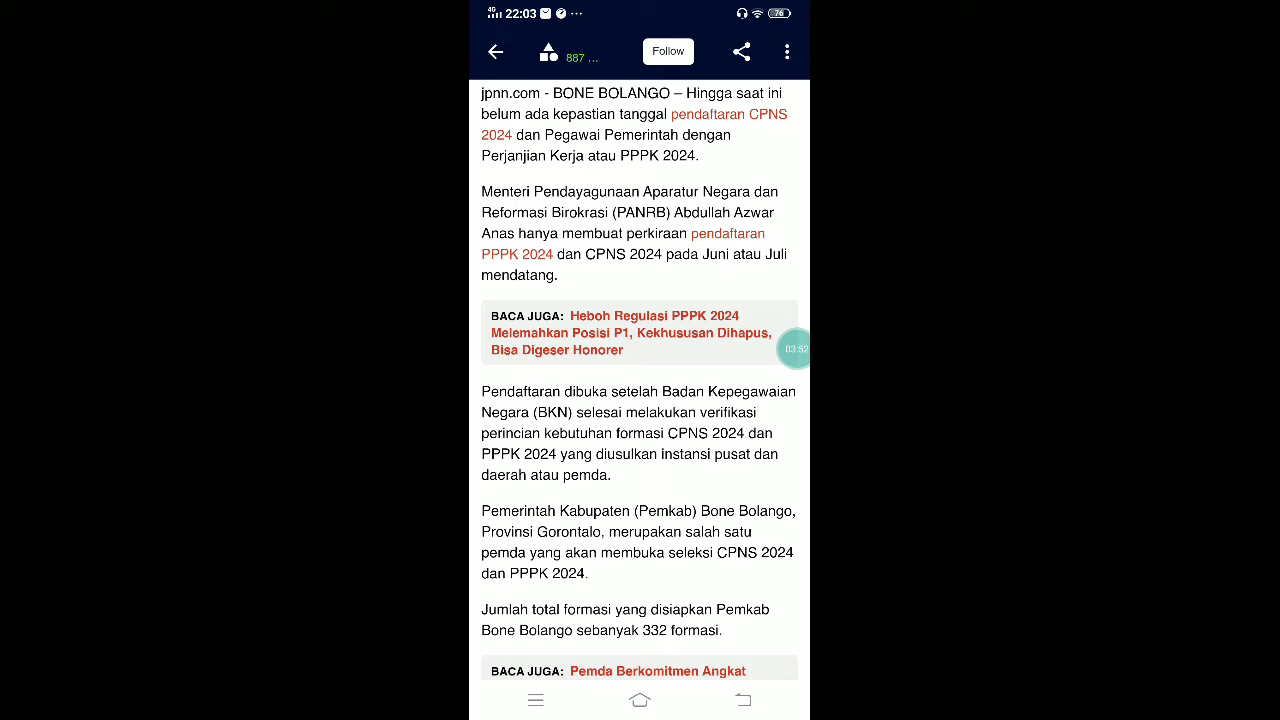 4G 22:03 ...
76
887 ...
Follow
jpnn.com - BONE BOLANGO – Hingga saat ini
belum ada kepastian tanggal pendaftaran CPNS
2024 dan Pegawai Pemerintah dengan
Perjanjian Kerja atau PPPK 2024.
Menteri Pendayagunaan Aparatur Negara dan
Reformasi Birokrasi (PANRB) Abdullah Azwar
Anas hanya membuat perkiraan pendaftaran
PPPK 2024 dan CPNS 2024 pada Juni atau Juli
mendatang.
BACA JUGA: Heboh Regulasi PPPK 2024
Melemahkan Posisi P1, Kekhususan Dihapus,
Bisa Digeser Honorer
03:52
Pendaftaran dibuka setelah Badan Kepegawaian
Negara (BKN) selesai melakukan verifikasi
perincian kebutuhan formasi CPNS 2024 dan
PPPK 2024 yang diusulkan instansi pusat dan
daerah atau pemda.
Pemerintah Kabupaten (Pemkab) Bone Bolango,
Provinsi Gorontalo, merupakan salah satu
pemda yang akan membuka seleksi CPNS 2024
dan PPPK 2024.
Jumlah total formasi yang disiapkan Pemkab
Bone Bolango sebanyak 332 formasi.
BACA JUGA: Pemda Berkomitmen Angkat